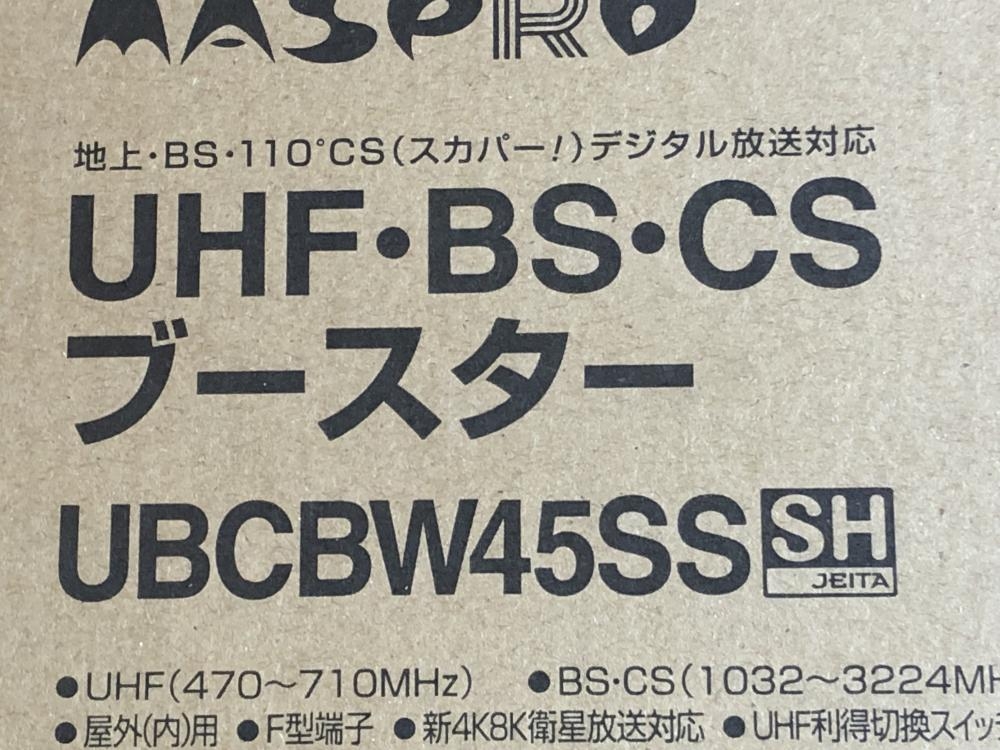 MASPRO
地上・BS・110°CS(スカパー!)デジタル放送対応
UHF・BS・CS
ブースター
UBCBW45SS SH JEITA
●UHF(470〜710MHz) ●BS・CS(1032〜3224MH
●屋外(内)用 ●F型端子 ●新4K8K衛星放送対応 ●UHF利得切換スイッ